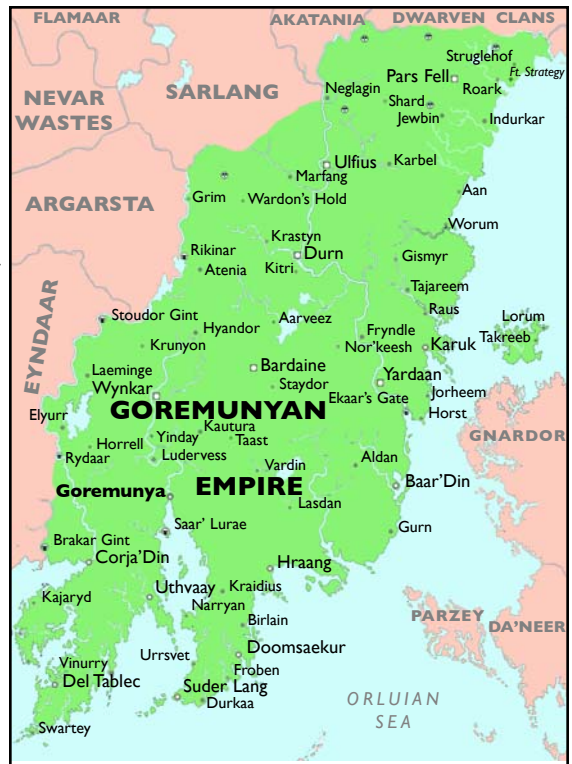 FLAMAAR
AKATANIA
DWARVEN CLANS
Struglehof
Pars Fell
Ft. Strategy
Roark
NEVAR
WASTES
SARLANG
Neglagin
Shard
Jewbin
Indurkar
Ulfius
Karbel
Marfang
ARGARSTA
Grim
Wardon's Hold
Aan
Worum
Krastyn
Rikinar
Durn
Gismyr
Atenia
Kitri
Tajareem
EYNDAAR
Stoudor Gint
Aarveez
Raus
Lorum
Hyandor
Fryndle
Takreeb
Krunyon
Nor'keesh
Karuk
Laeminge
Bardaine
Yardaan
Wynkar
Staydor
Ekaar's Gate
Jorheem
GOREMUNYAN
Horst
Elyurr
Kautura
GNARDOR
Horrell
Yinday
Taast
Rydaar
Ludervess
Vardin
Aldan
Goremunya
EMPIRE
Baar'Din
Lasdan
Saar' Lurae
Gurn
Brakar Gint
Corja'Din
Hraang
Uthvaay
Kraidius
Kajaryd
Narryan
PARZEY
Birlain
DA'NEER
Urrsvet
Doomsaekur
Vinurry
Froben
Del Tablec
Suder Lang
Durkaa
ORLUIAN
SEA
Swartey